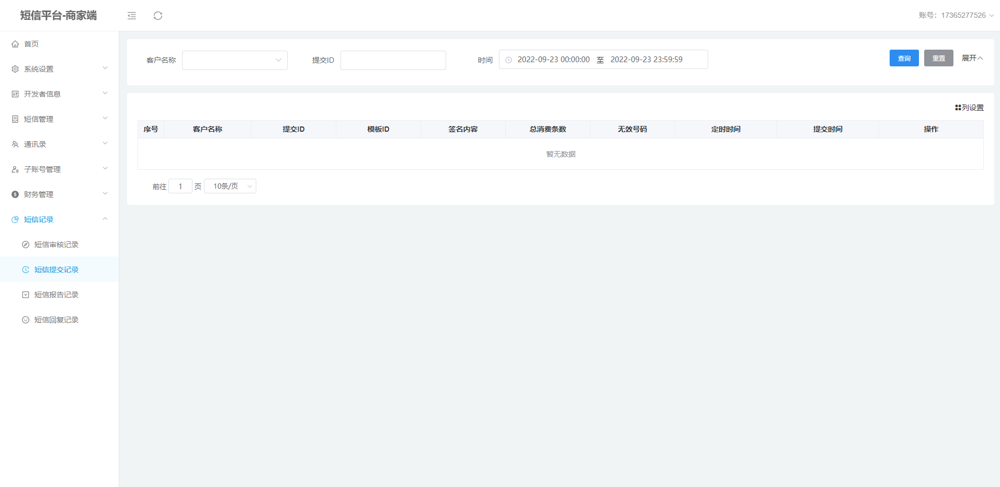 短信平台-商家端
账号：17365277526
首页
系统设置
开发者信息
短信管理
通讯录
子账号管理
财务管理
短信记录
短信审核记录
短信提交记录
短信报告记录
短信回复记录
客户名称
提交ID
时间 2022-09-23 00:00:00 至 2022-09-23 23:59:59
查询 重置 展开
列设置
序号 客户名称 提交ID 模板ID 签名内容 总消费条数 无效号码 定时时间 提交时间 操作
暂无数据
前往 1 页 10条/页